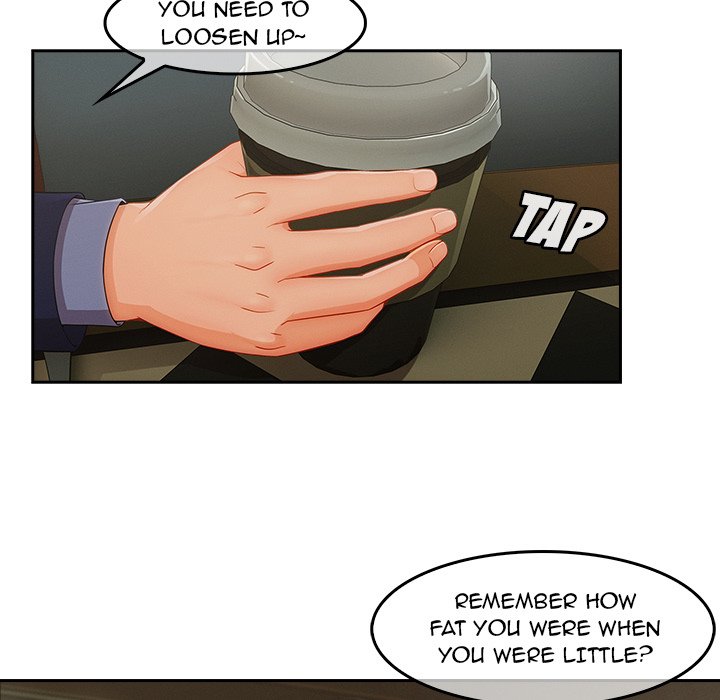 YOU NEED TO
LOOSEN UP~
TAP
REMEMBER HOW
FAT YOU WERE WHEN
YOU WERE LITTLE?